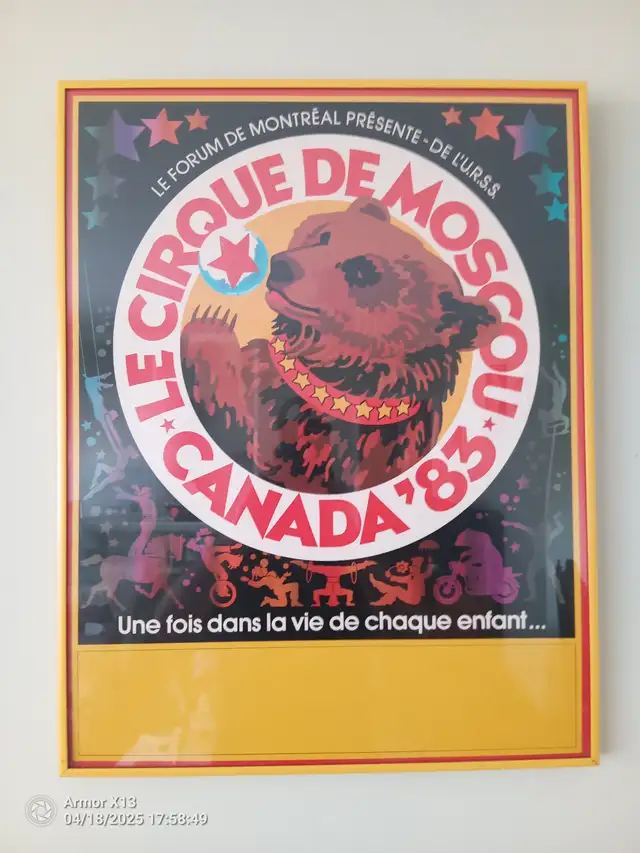 LE FORUM DE MONTRÉAL PRÉSENTE - DE L'U.R.S.S.
LE CIRQUE DE MOSCOU
CANADA '83
Une fois dans la vie de chaque enfant...
Armor X13
04/18/2025 17:58:49